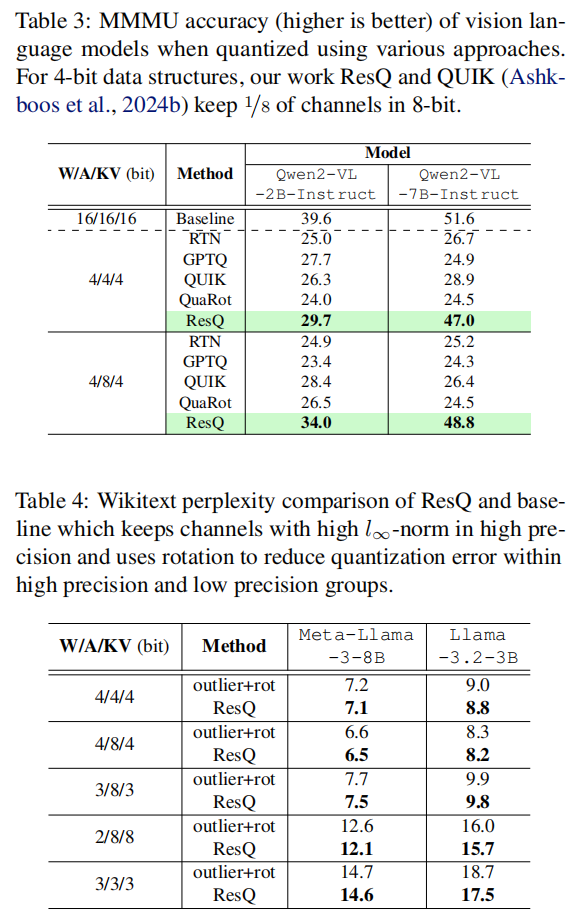 Table 3: MMMU accuracy (higher is better) of vision lan-
guage models when quantized using various approaches.
For 4-bit data structures, our work ResQ and QUIK (Ashk-
boos et al., 2024b) keep 1/8 of channels in 8-bit.
Model
W/A/KV (bit) Method Qwen2-VL Qwen2-VL
-2B-Instruct -7B-Instruct
16/16/16 Baseline 39.6 51.6
RTN 25.0 26.7
GPTQ 27.7 24.9
4/4/4 QUIK 26.3 28.9
QuaRot 24.0 24.5
ResQ 29.7 47.0
RTN 24.9 25.2
GPTQ 23.4 24.3
4/8/4 QUIK 28.4 26.4
QuaRot 26.5 24.5
ResQ 34.0 48.8
Table 4: Wikitext perplexity comparison of ResQ and base-
line which keeps channels with high l∞-norm in high pre-
cision and uses rotation to reduce quantization error within
high precision and low precision groups.
W/A/KV (bit) Method Meta-Llama Llama
-3-8B -3.2-3B
4/4/4 outlier+rot 7.2 9.0
ResQ 7.1 8.8
4/8/4 outlier+rot 6.6 8.3
ResQ 6.5 8.2
3/8/3 outlier+rot 7.7 9.9
ResQ 7.5 9.8
2/8/8 outlier+rot 12.6 16.0
ResQ 12.1 15.7
3/3/3 outlier+rot 14.7 18.7
ResQ 14.6 17.5